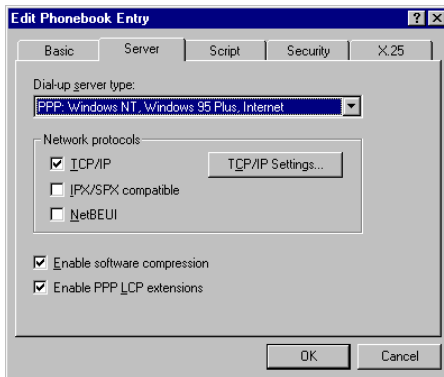 Edit Phonebook Entry
Basic Server Script Security X.25
Dial-up server type:
PPP: Windows NT, Windows 95 Plus, Internet
Network protocols
TCP/IP TCP/IP Settings...
IPX/SPX compatible
NetBEUI
Enable software compression
Enable PPP LCP extensions
OK Cancel